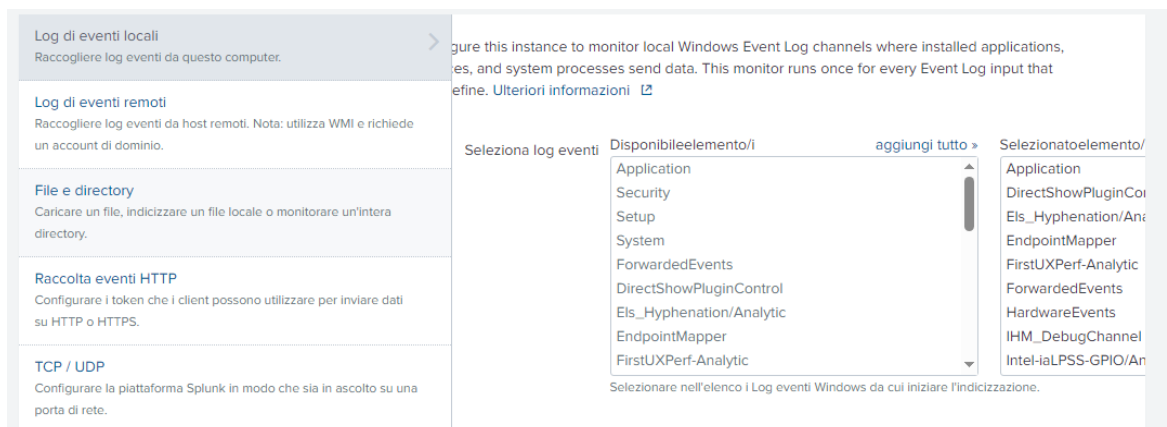 Log di eventi locali
Raccogliere log eventi da questo computer.
Log di eventi remoti
Raccogliere log eventi da host remoti. Nota: utilizza WMI e richiede
un account di dominio.
File e directory
Caricare un file, indicizzare un file locale o monitorare un'intera
directory.
Raccolta eventi HTTP
Configurare i token che i client possono utilizzare per inviare dati
su HTTP o HTTPS.
TCP / UDP
Configurare la piattaforma Splunk in modo che sia in ascolto su una
porta di rete.
gure this instance to monitor local Windows Event Log channels where installed applications,
es, and system processes send data. This monitor runs once for every Event Log input that
efine. Ulteriori informazioni
Seleziona log eventi
Disponibileelemento/i aggiungi tutto »
Application
Security
Setup
System
ForwardedEvents
DirectShowPluginControl
Els_Hyphenation/Analytic
EndpointMapper
FirstUXPerf-Analytic
Selezionatoelemento/
Application
DirectShowPluginCo
Els_Hyphenation/Ana
EndpointMapper
FirstUXPerf-Analytic
ForwardedEvents
HardwareEvents
IHM_DebugChannel
Intel-iaLPSS-GPIO/An
Selezionare nell'elenco i Log eventi Windows da cui iniziare l'indicizzazione.